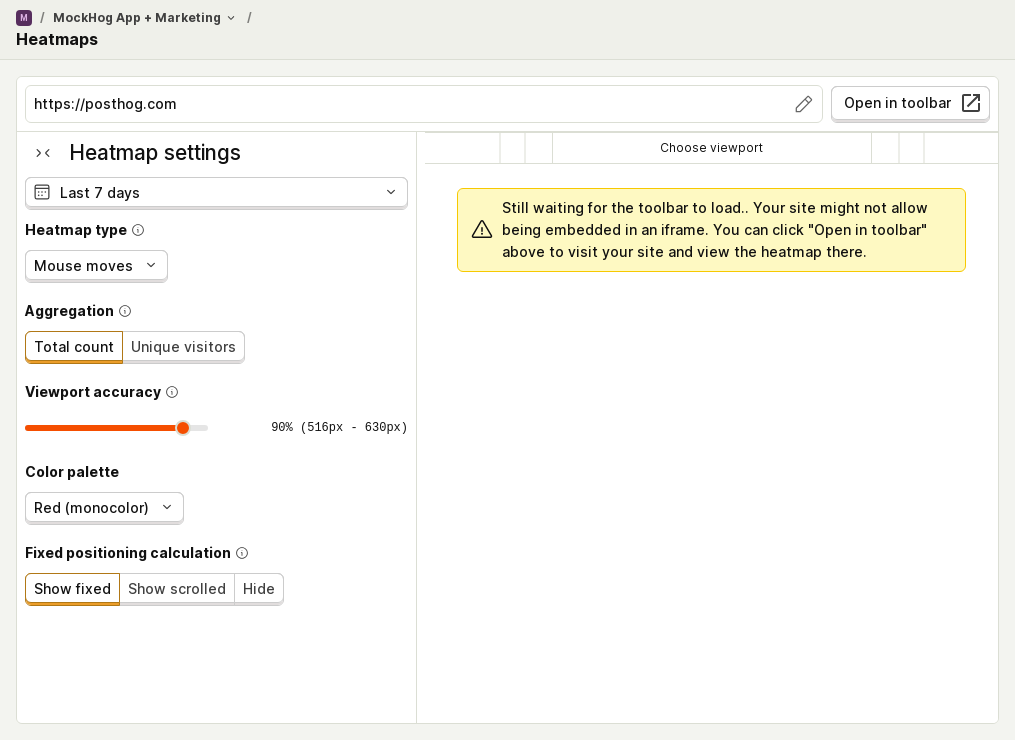 M / MockHog App + Marketing /
Heatmaps
https://posthog.com
Open in toolbar
Heatmap settings
Choose viewport
Last 7 days
Still waiting for the toolbar to load.. Your site might not allow
being embedded in an iframe. You can click "Open in toolbar"
above to visit your site and view the heatmap there.
Heatmap type
Mouse moves
Aggregation
Total count Unique visitors
Viewport accuracy
90% (516px - 630px)
Color palette
Red (monocolor)
Fixed positioning calculation
Show fixed Show scrolled Hide